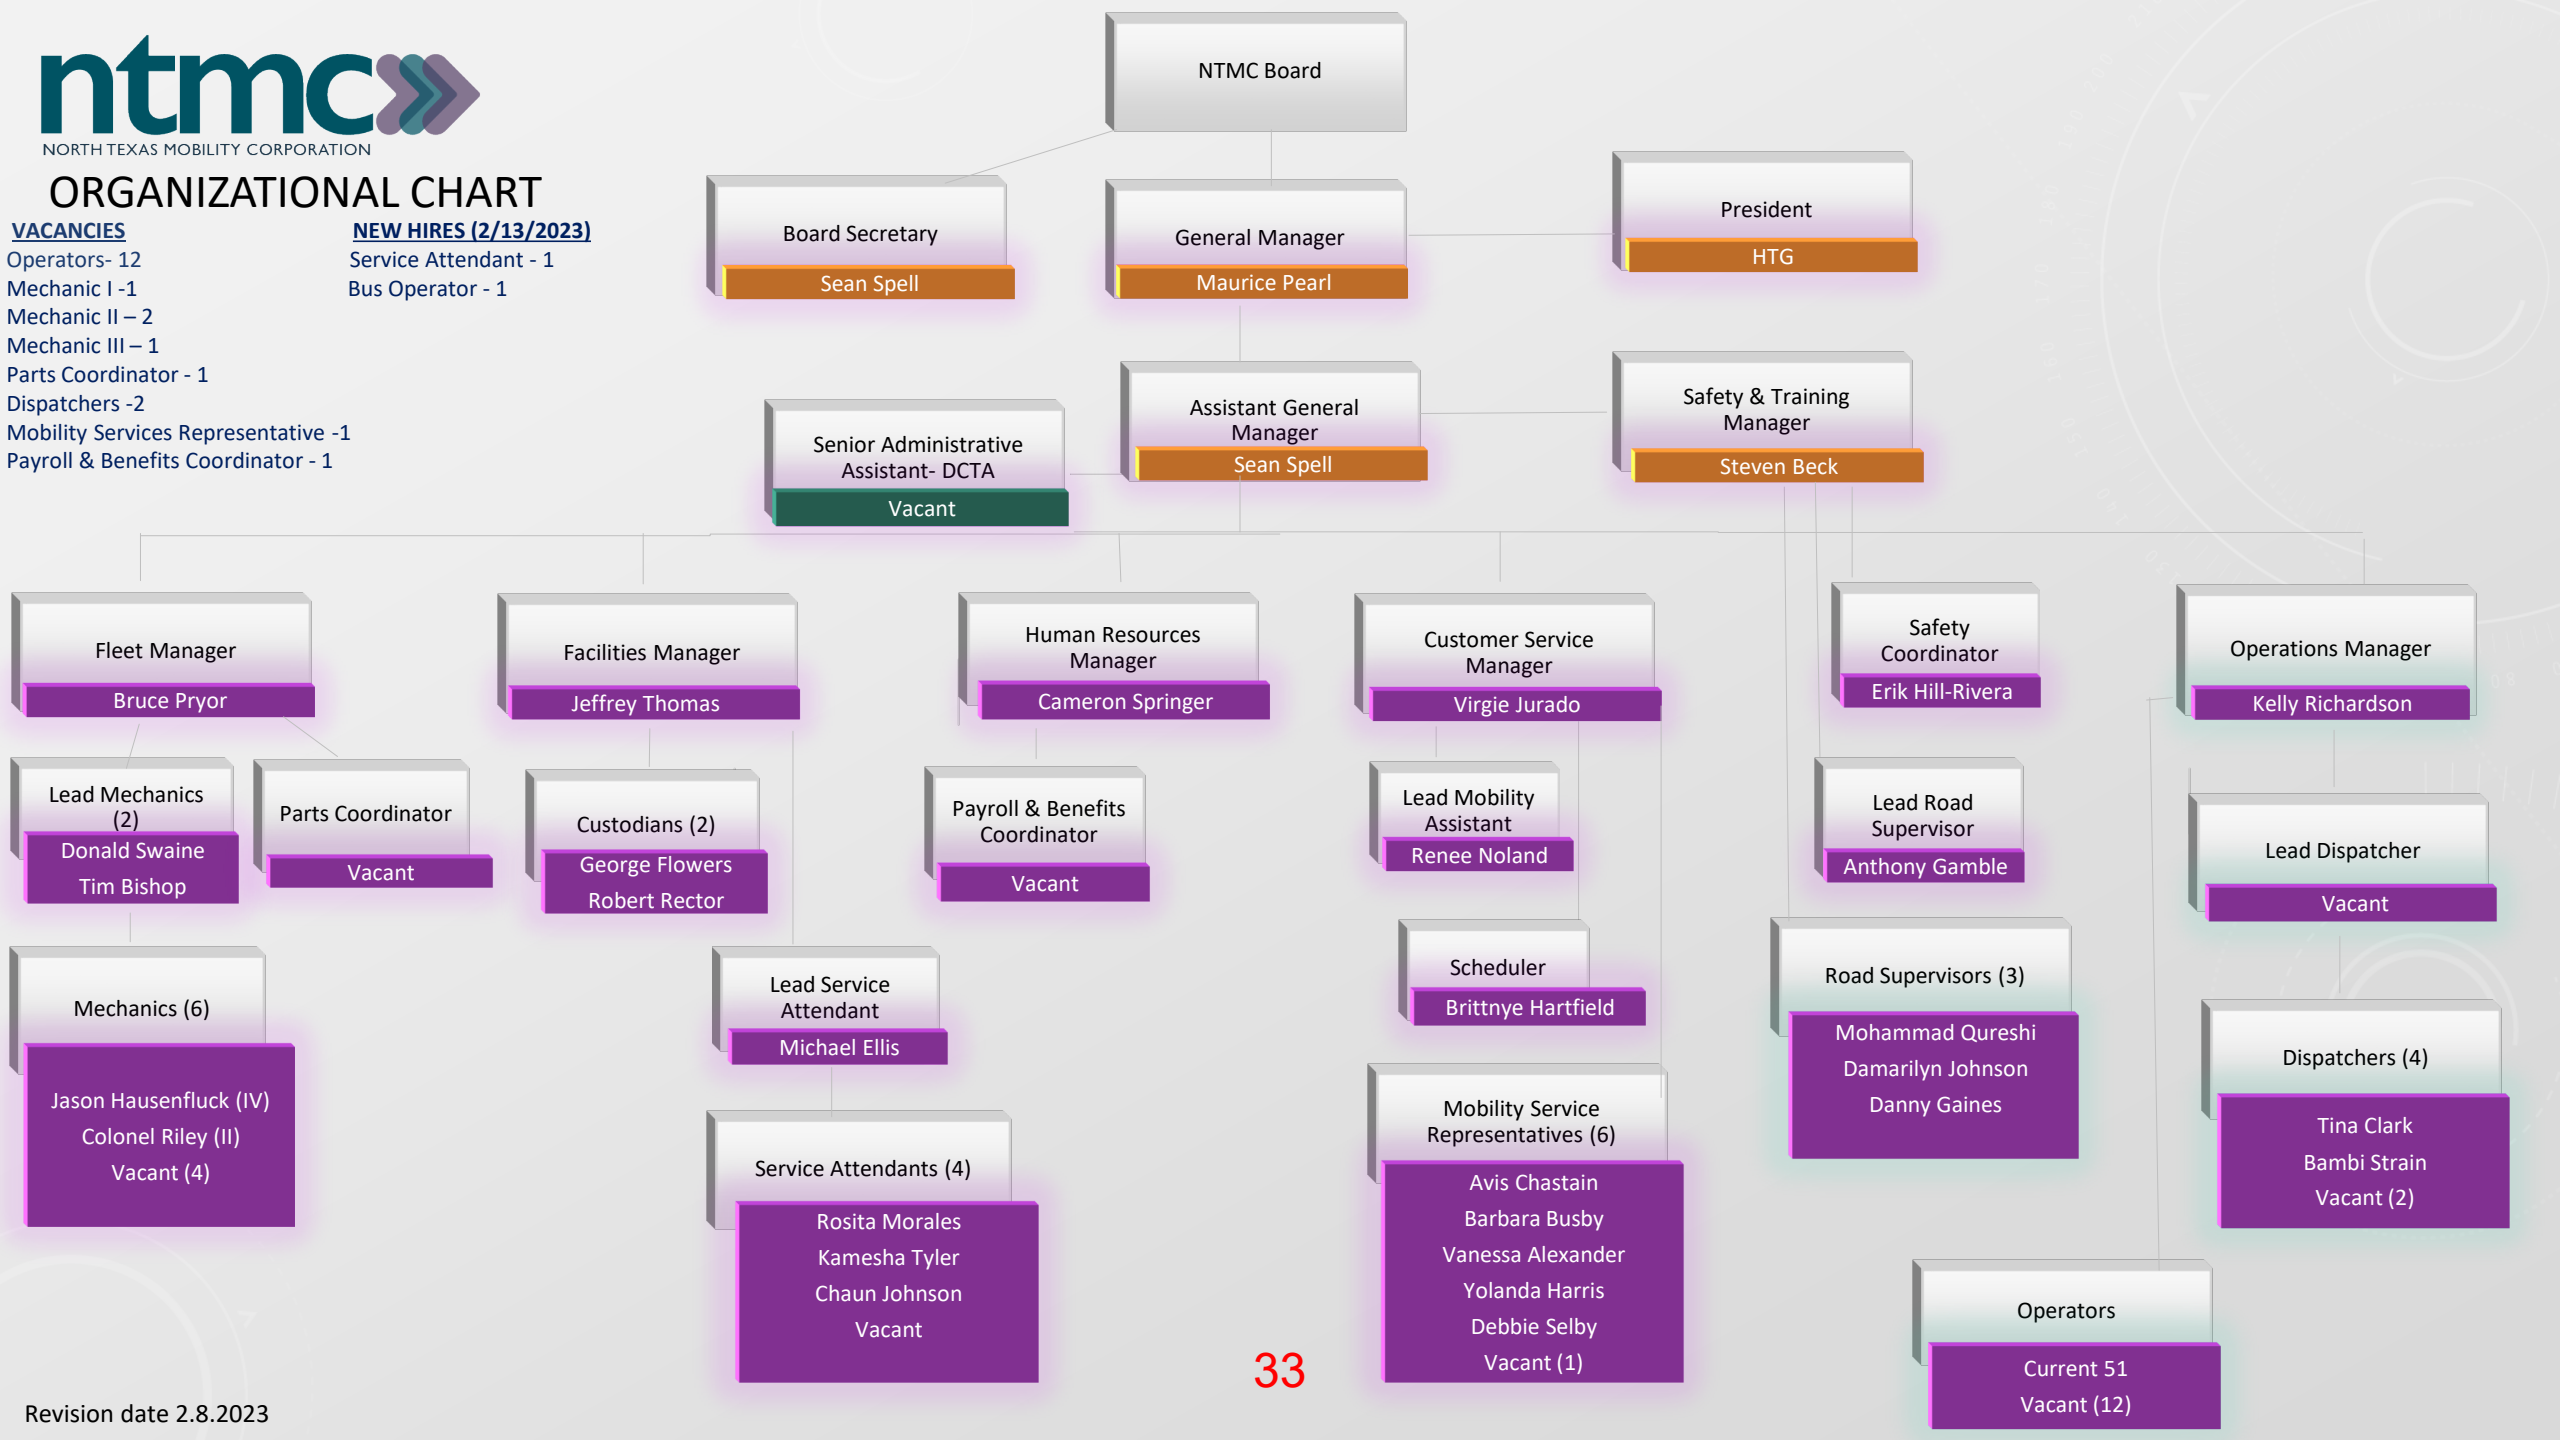 ntmc
NORTH TEXAS MOBILITY CORPORATION
ORGANIZATIONAL CHART
VACANCIES
Operators- 12
Mechanic I -1
Mechanic II – 2
Mechanic III – 1
Parts Coordinator - 1
Dispatchers -2
Mobility Services Representative -1
Payroll & Benefits Coordinator - 1
NEW HIRES (2/13/2023)
Service Attendant - 1
Bus Operator - 1
NTMC Board
Board Secretary
Sean Spell
General Manager
Maurice Pearl
President
HTG
Senior Administrative
Assistant- DCTA
Vacant
Assistant General
Manager
Sean Spell
Safety & Training
Manager
Steven Beck
Fleet Manager
Bruce Pryor
Facilities Manager
Jeffrey Thomas
Human Resources
Manager
Cameron Springer
Customer Service
Manager
Virgie Jurado
Safety
Coordinator
Erik Hill-Rivera
Operations Manager
Kelly Richardson
Lead Mechanics
(2)
Donald Swaine
Tim Bishop
Parts Coordinator
Vacant
Custodians (2)
George Flowers
Robert Rector
Payroll & Benefits
Coordinator
Vacant
Lead Mobility
Assistant
Renee Noland
Lead Road
Supervisor
Anthony Gamble
Lead Dispatcher
Vacant
Mechanics (6)
Jason Hausenfluck (IV)
Colonel Riley (II)
Vacant (4)
Lead Service
Attendant
Michael Ellis
Scheduler
Brittnye Hartfield
Road Supervisors (3)
Mohammad Qureshi
Damarilyn Johnson
Danny Gaines
Dispatchers (4)
Tina Clark
Bambi Strain
Vacant (2)
Service Attendants (4)
Rosita Morales
Kamesha Tyler
Chaun Johnson
Vacant
Mobility Service
Representatives (6)
Avis Chastain
Barbara Busby
Vanessa Alexander
Yolanda Harris
Debbie Selby
Vacant (1)
Operators
Current 51
Vacant (12)
33
Revision date 2.8.2023